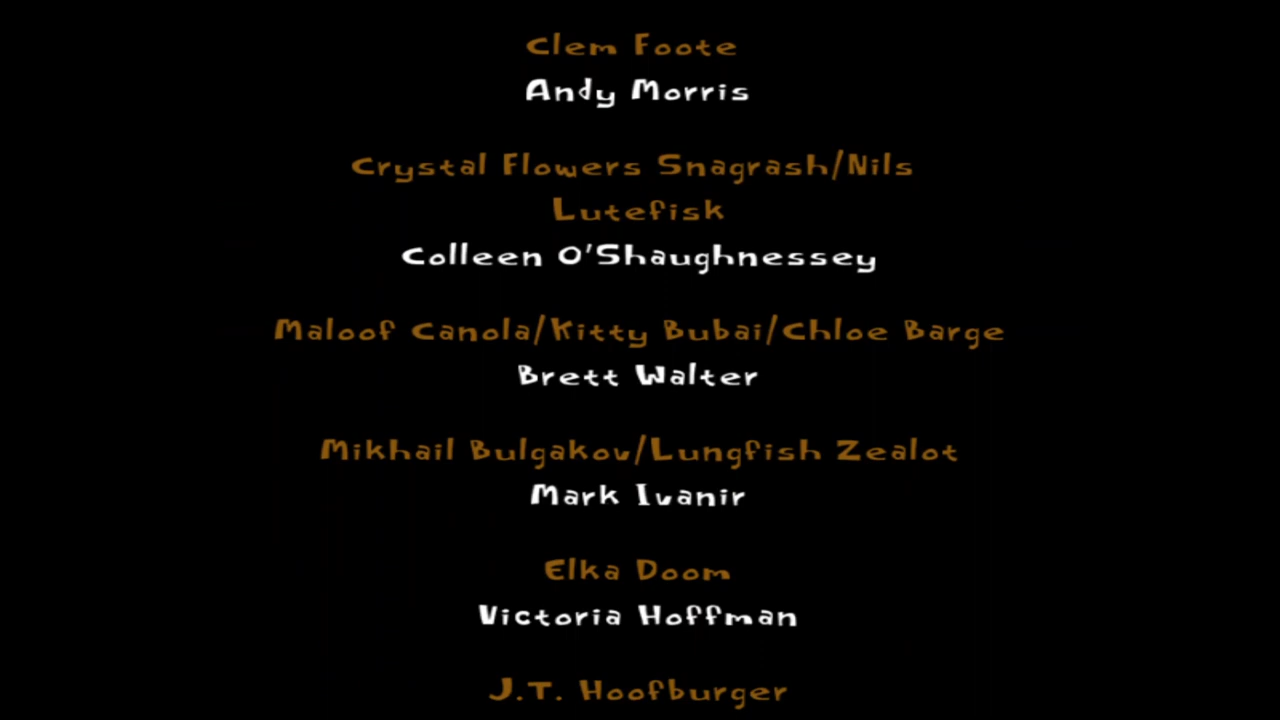 Clem Foote
Andy Morris
Crystal Flowers Snagrash/Nils
Lutefisk
Colleen O'Shaughnessey
Maloof Canola/Kitty Bubai/Chloe Barge
Brett Walter
Mikhail Bulgakov/Lungfish Zealot
Mark Ivanir
Elka Doom
Victoria Hoffman
J.T. Hoofburger